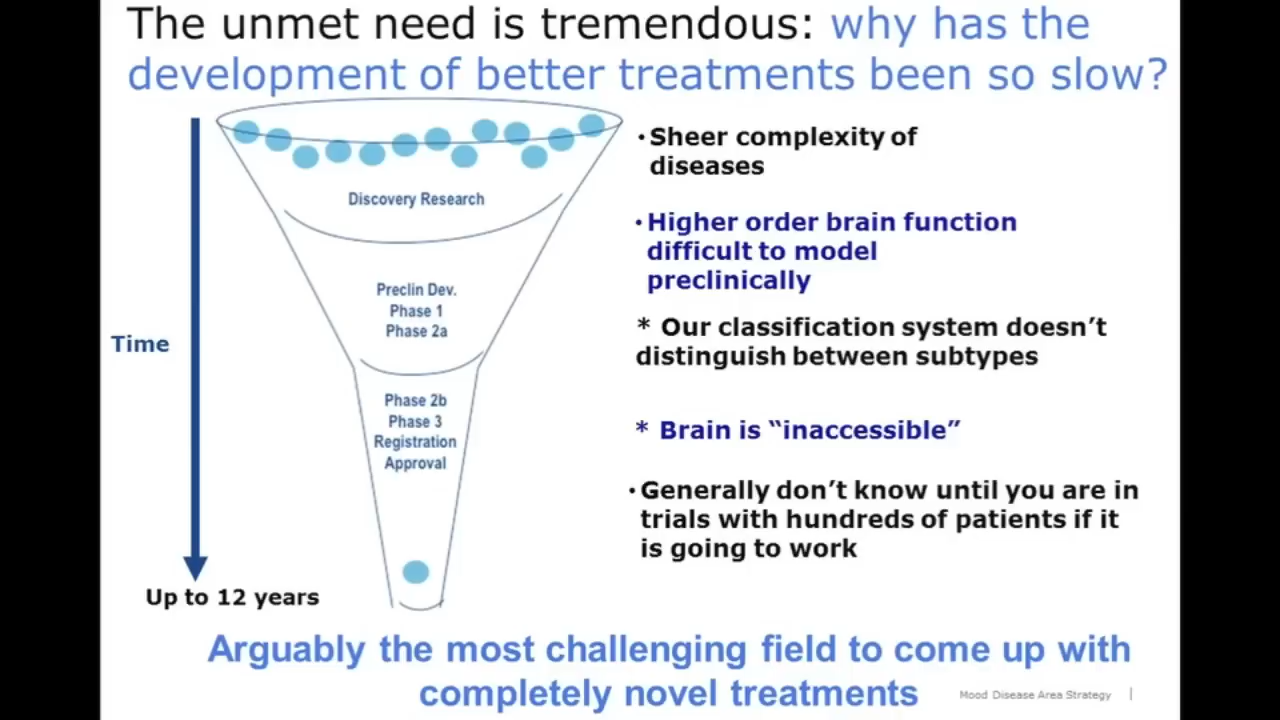 The unmet need is tremendous: why has the
development of better treatments been so slow?
Discovery Research
Preclin Dev.
Phase 1
Phase 2a
Phase 2b
Phase 3
Registration
Approval
Time
Up to 12 years
•Sheer complexity of
diseases
•Higher order brain function
difficult to model
preclinically
* Our classification system doesn’t
distinguish between subtypes
* Brain is “inaccessible”
•Generally don’t know until you are in
trials with hundreds of patients if it
is going to work
Arguably the most challenging field to come up with
completely novel treatments
Mood Disease Area Strategy |